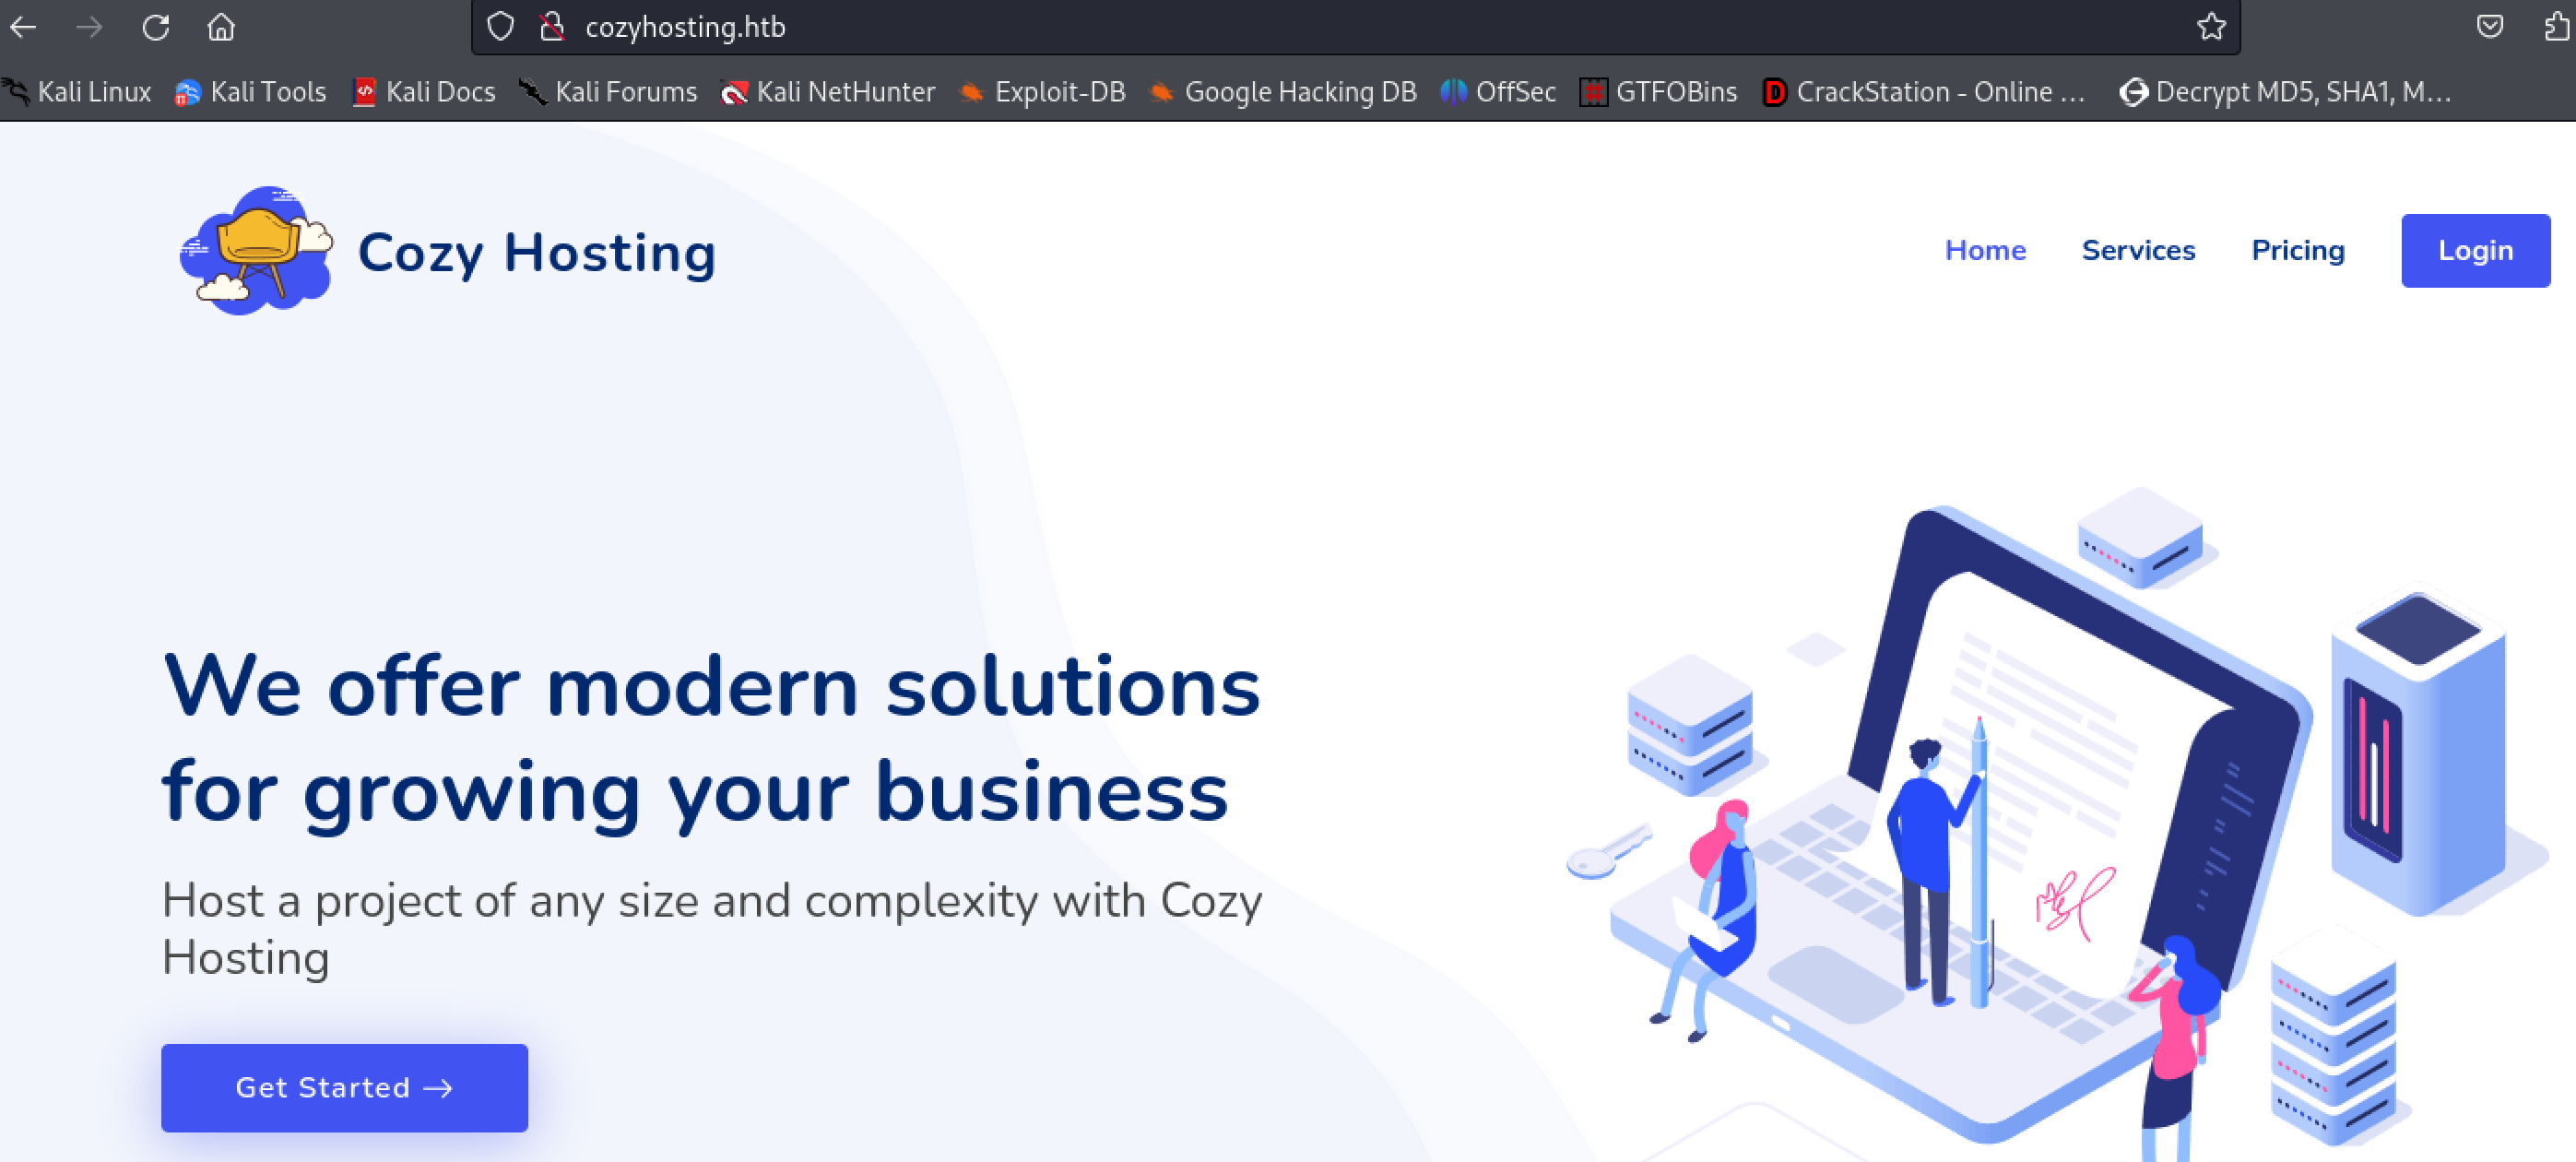 cozyhosting.htb
Kali Linux Kali Tools Kali Docs Kali Forums Kali NetHunter Exploit-DB Google Hacking DB OffSec GTFOBins CrackStation - Online ... Decrypt MD5, SHA1, M...
Cozy Hosting
Home Services Pricing Login
We offer modern solutions
for growing your business
Host a project of any size and complexity with Cozy
Hosting
Get Started →